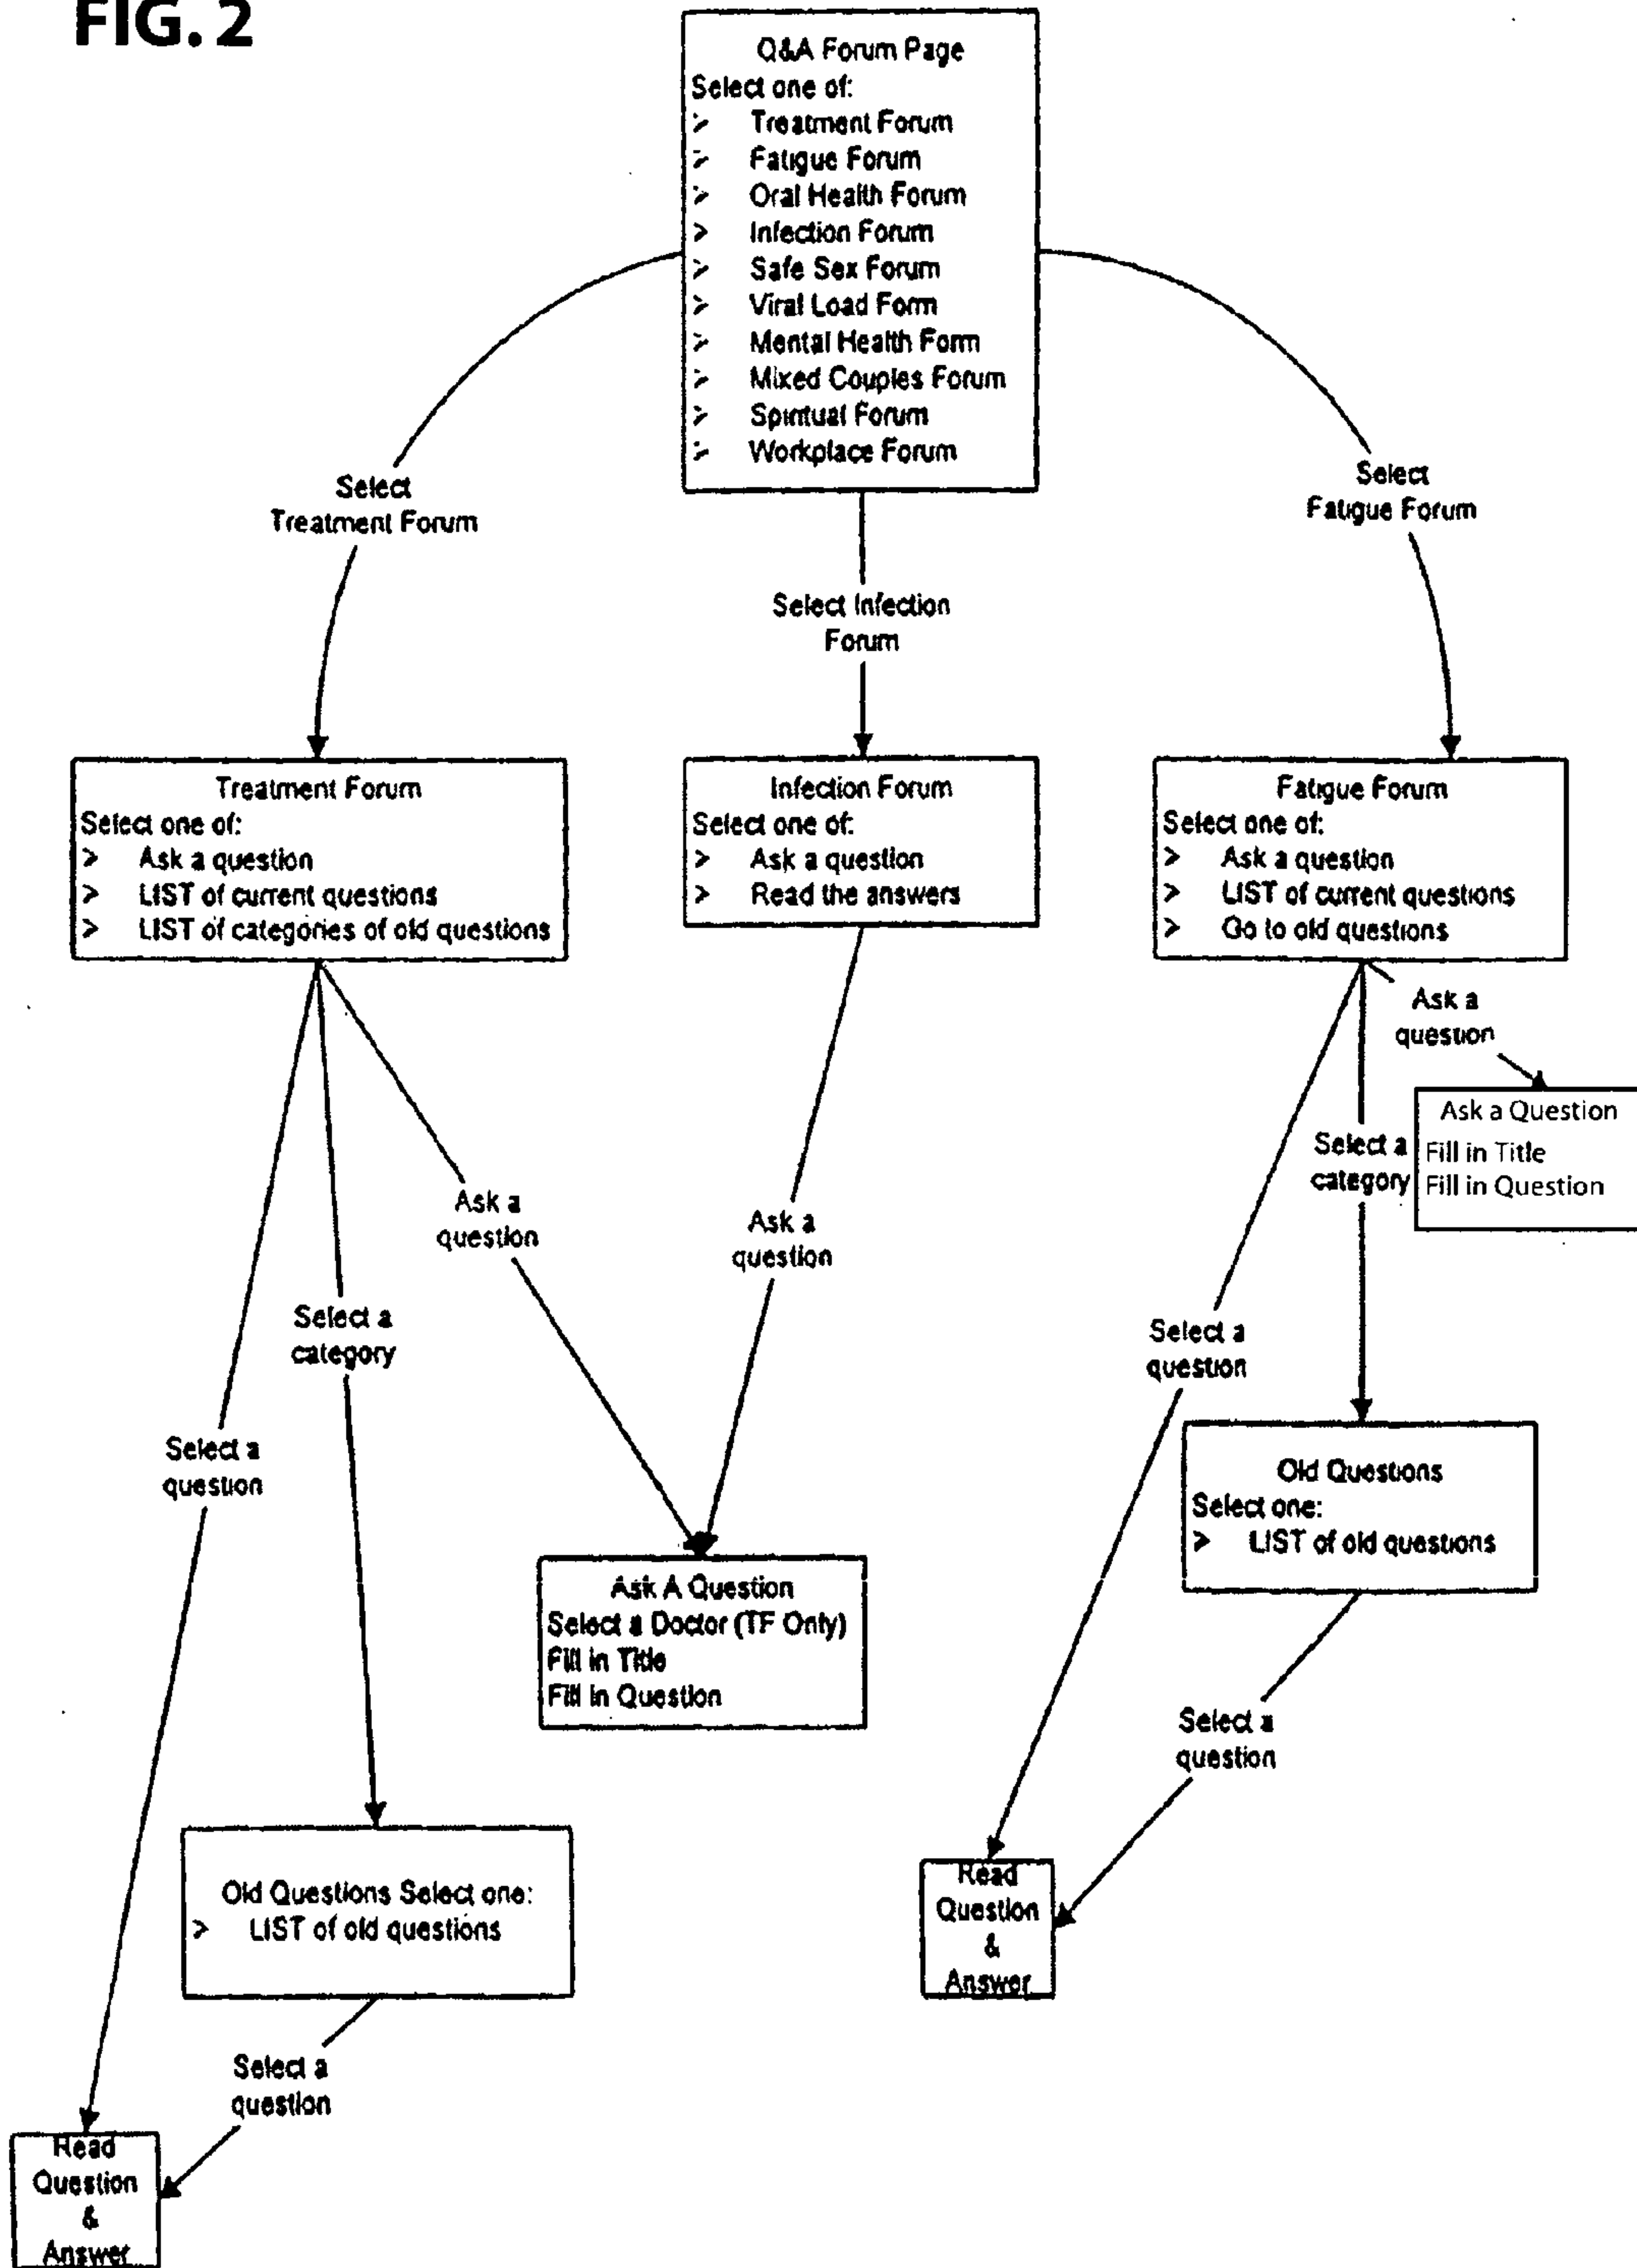 FIG. 2
Q&A Forum Page
Select one of:
> Treatment Forum
> Fatigue Forum
> Oral Health Forum
> Infection Forum
> Safe Sex Forum
> Viral Load Form
> Mental Health Form
> Mixed Couples Forum
> Spiritual Forum
> Workplace Forum
Select
Treatment Forum
Select Infection
Forum
Select
Fatigue Forum
Treatment Forum
Select one of:
> Ask a question
> LIST of current questions
> LIST of categories of old questions
Infection Forum
Select one of:
> Ask a question
> Read the answers
Fatigue Forum
Select one of:
> Ask a question
> LIST of current questions
> Go to old questions
Ask a
question
Ask a Question
Fill in Title
Fill in Question
Select a
category
Ask a
question
Ask a
question
Select a
category
Select a
question
Select a
question
Old Questions
Select one:
> LIST of old questions
Ask A Question
Select a Doctor (TF Only)
Fill in Title
Fill in Question
Select a
question
Old Questions Select one:
> LIST of old questions
Read
Question
&
Answer
Select a
question
Read
Question
&
Answer